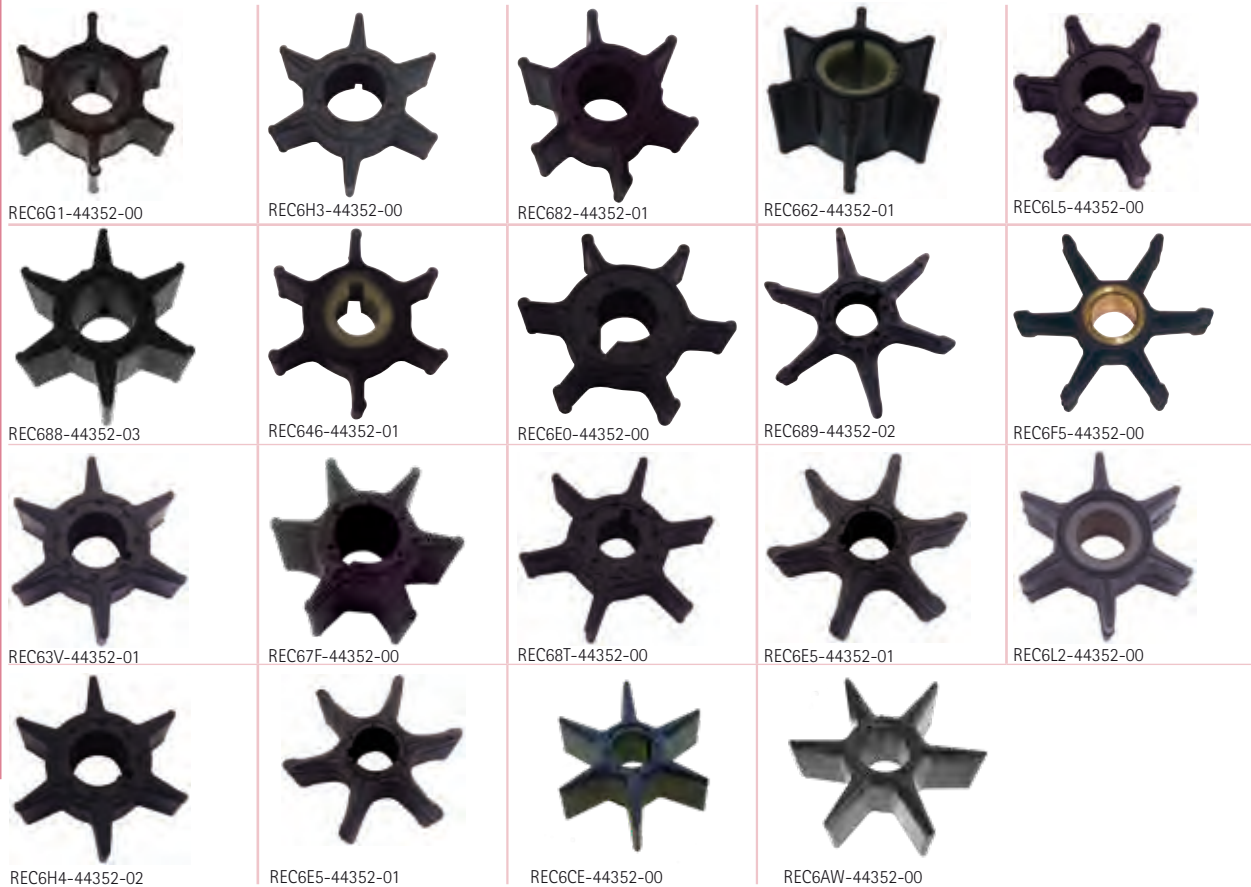 REC6G1-44352-00
REC6H3-44352-00
REC682-44352-01
REC662-44352-01
REC6L5-44352-00
REC688-44352-03
REC646-44352-01
REC6E0-44352-00
REC689-44352-02
REC6F5-44352-00
REC63V-44352-01
REC67F-44352-00
REC68T-44352-00
REC6E5-44352-01
REC6L2-44352-00
REC6H4-44352-02
REC6E5-44352-01
REC6CE-44352-00
REC6AW-44352-00